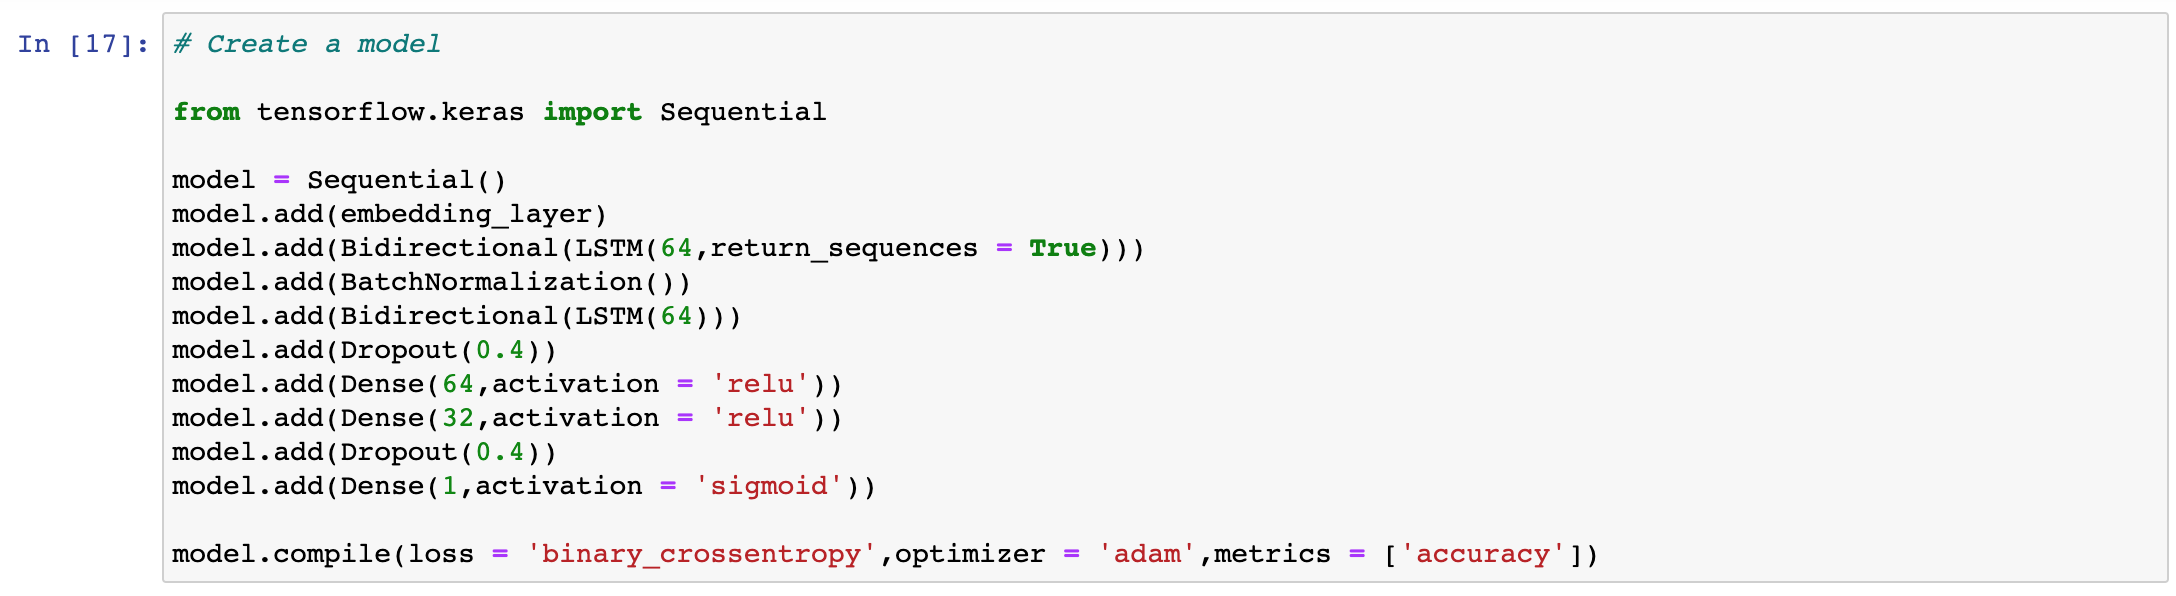 In [17]: # Create a model
from tensorflow.keras import Sequential
model = Sequential()
model.add(embedding_layer)
model.add(Bidirectional(LSTM(64,return_sequences = True)))
model.add(BatchNormalization())
model.add(Bidirectional(LSTM(64)))
model.add(Dropout(0.4))
model.add(Dense(64,activation = 'relu'))
model.add(Dense(32,activation = 'relu'))
model.add(Dropout(0.4))
model.add(Dense(1,activation = 'sigmoid'))
model.compile(loss = 'binary_crossentropy',optimizer = 'adam',metrics = ['accuracy'])